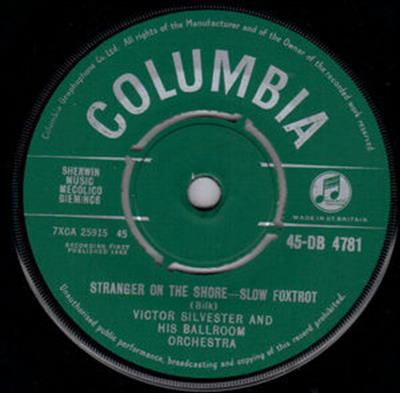 All rights of the Manufacturer and of the Owner of the recorded work reserved.
Columbia Graphophone Co. Ltd.
COLUMBIA
SHERWIN
MUSIC
MECOLICO
BIEM/NCB
7XCA 25915 45
RECORDING FIRST
PUBLISHED 1962
MADE IN GT. BRITAIN
45-DB 4781
STRANGER ON THE SHORE—SLOW FOXTROT
(Bilk)
VICTOR SILVESTER AND
HIS BALLROOM
ORCHESTRA
Unauthorised public performance, broadcasting and copying of this record prohibited.